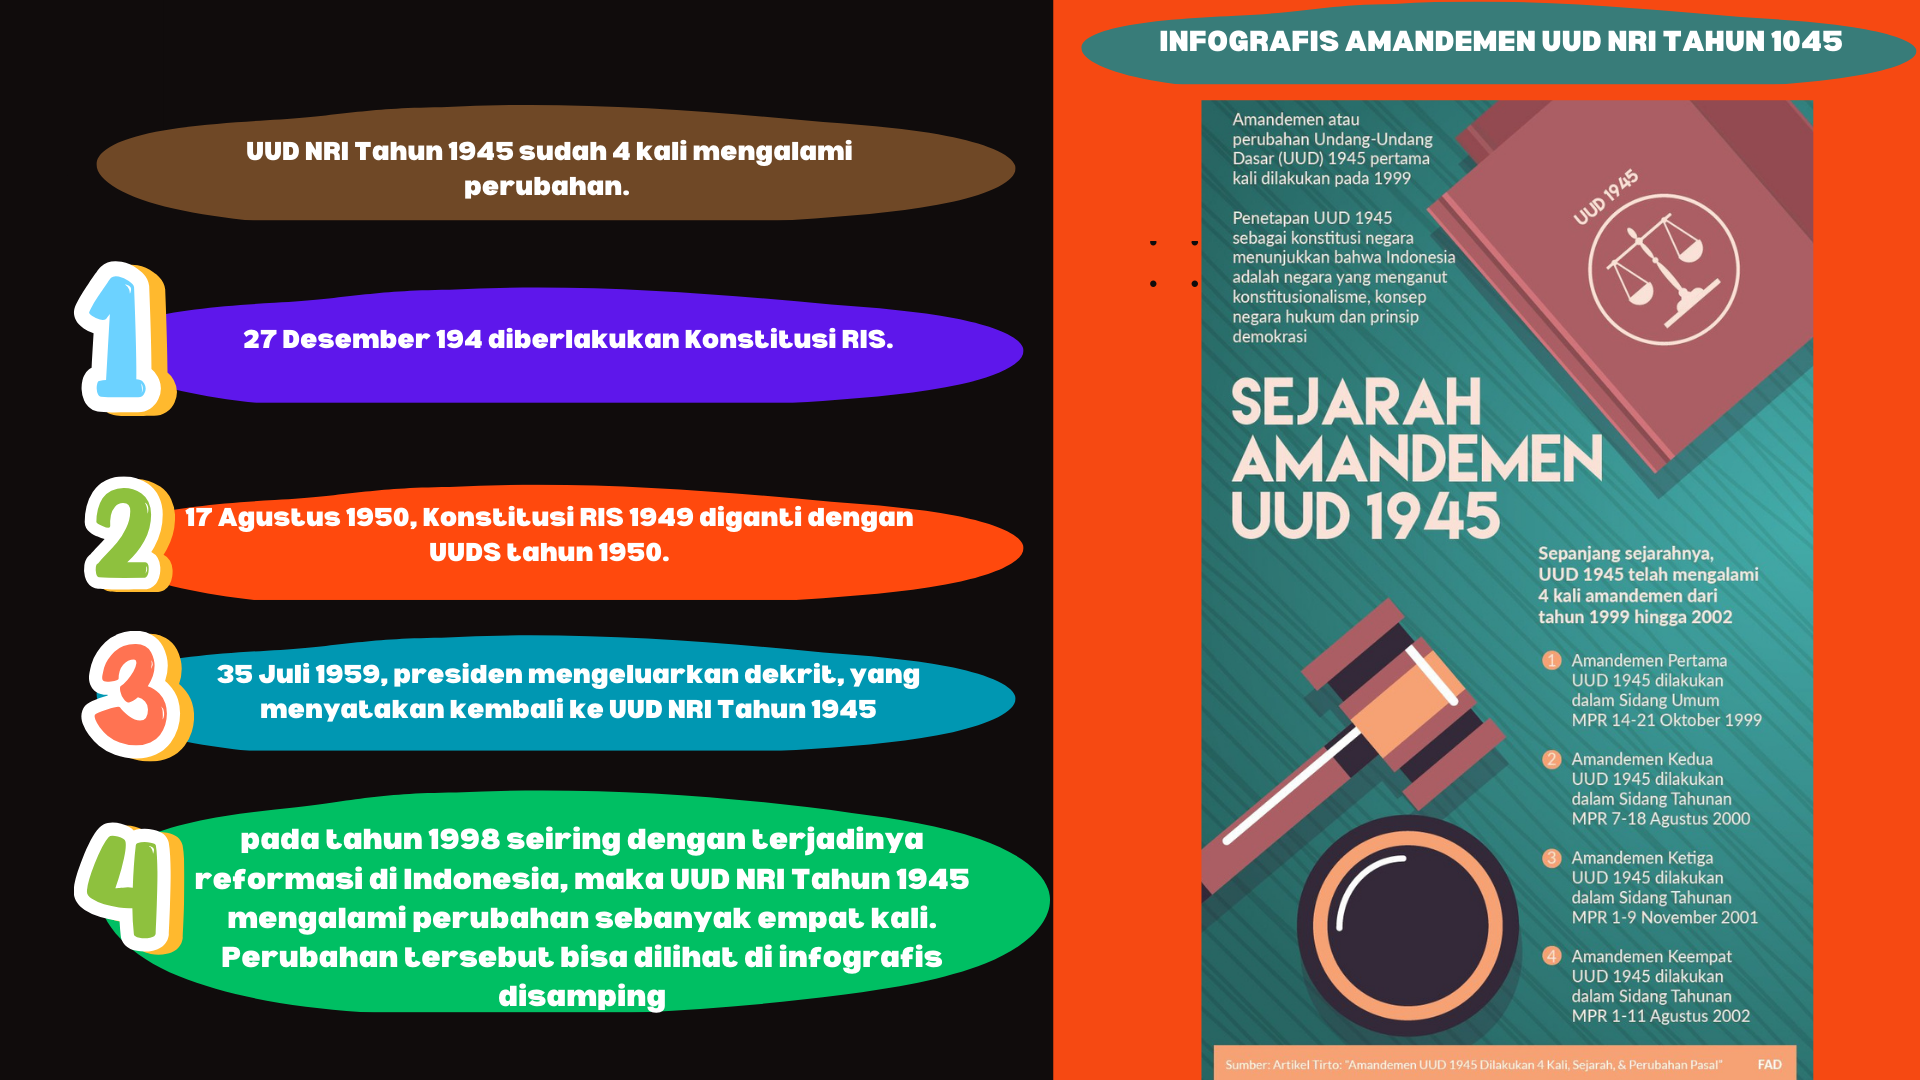 UUD NRI Tahun 1945 sudah 4 kali mengalami
perubahan.
1
27 Desember 194 diberlakukan Konstitusi RIS.
2
17 Agustus 1950, Konstitusi RIS 1949 diganti dengan
UUDS tahun 1950.
3
35 Juli 1959, presiden mengeluarkan dekrit, yang
menyatakan kembali ke UUD NRI Tahun 1945
4
pada tahun 1998 seiring dengan terjadinya
reformasi di Indonesia, maka UUD NRI Tahun 1945
mengalami perubahan sebanyak empat kali.
Perubahan tersebut bisa dilihat di infografis
disamping
INFOGRAFIS AMANDEMEN UUD NRI TAHUN 1045
Amandemen atau
perubahan Undang-Undang
Dasar (UUD) 1945 pertama
kali dilakukan pada 1999
Penetapan UUD 1945
sebagai konstitusi negara
menunjukkan bahwa Indonesia
adalah negara yang menganut
konstitusionalisme, konsep
negara hukum dan prinsip
demokrasi
UUD 1945
SEJARAH
AMANDEMEN
UUD 1945
Sepanjang sejarahnya,
UUD 1945 telah mengalami
4 kali amandemen dari
tahun 1999 hingga 2002
1 Amandemen Pertama
UUD 1945 dilakukan
dalam Sidang Umum
MPR 14-21 Oktober 1999
2 Amandemen Kedua
UUD 1945 dilakukan
dalam Sidang Tahunan
MPR 7-18 Agustus 2000
3 Amandemen Ketiga
UUD 1945 dilakukan
dalam Sidang Tahunan
MPR 1-9 November 2001
4 Amandemen Keempat
UUD 1945 dilakukan
dalam Sidang Tahunan
MPR 1-11 Agustus 2002
Sumber: Artikel Tirto: "Amandemen UUD 1945 Dilakukan 4 Kali, Sejarah, & Perubahan Pasal" FAD